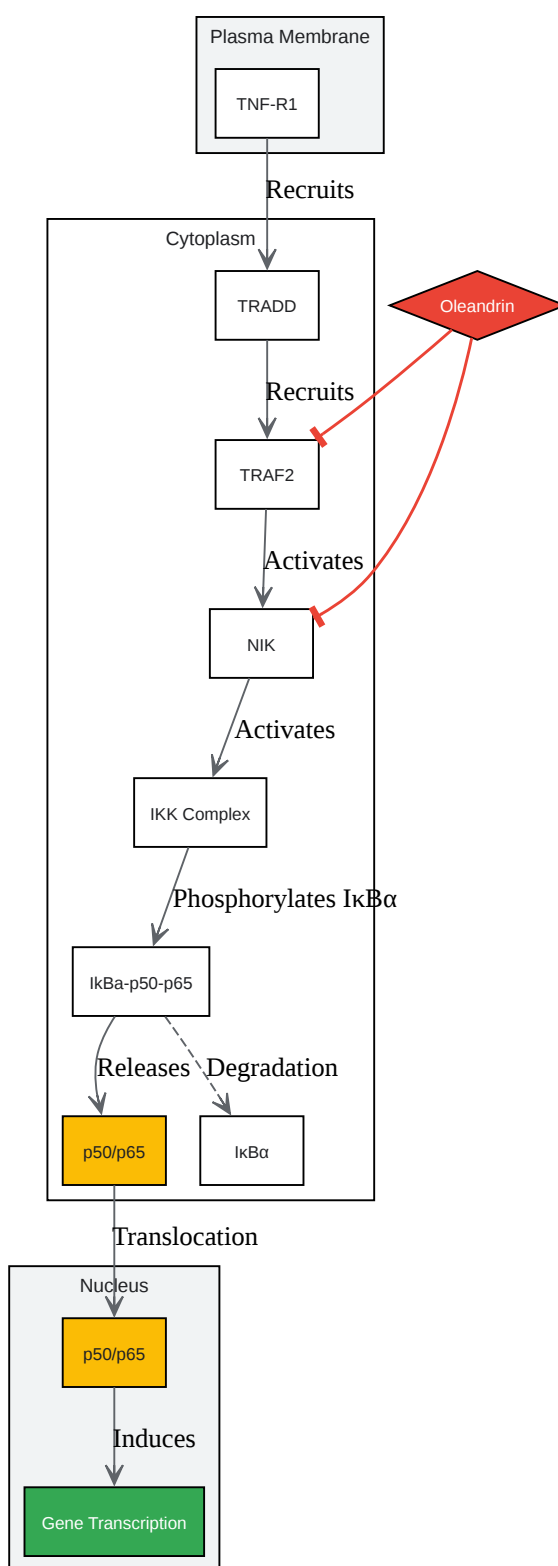 Plasma Membrane
TNF-R1
Recruits
Cytoplasm
TRADD
Oleandrin
Recruits
TRAF2
Activates
NIK
Activates
IKK Complex
Phosphorylates IκBα
IkBa-p50-p65
Releases
Degradation
p50/p65
IκBα
Translocation
Nucleus
p50/p65
Induces
Gene Transcription